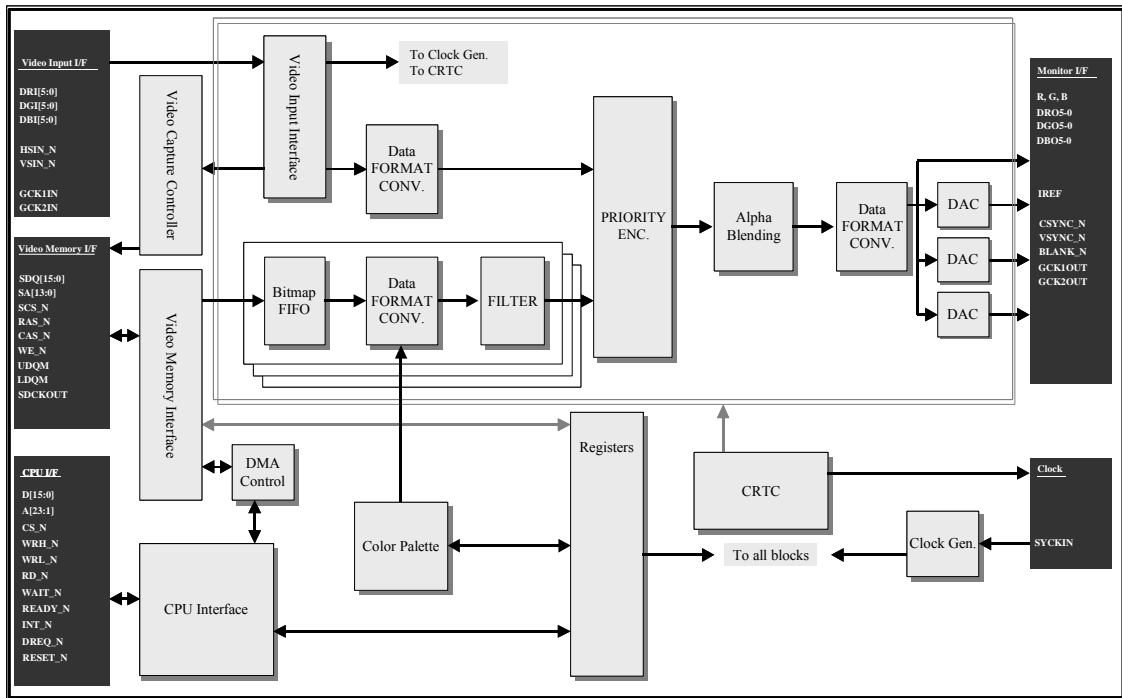 Video Input I/F
DRI[5:0]
DGI[5:0]
DBI[5:0]
HSIN_N
VSIN_N
GCK1IN
GCK2IN
Video Memory I/F
SDQ[15:0]
SA[13:0]
SCS_N
RAS_N
CAS_N
WE_N
UDQM
LDQM
SDCKOUT
CPU I/F
D[15:0]
A[23:1]
CS_N
WRH_N
WRL_N
RD_N
WAIT_N
READY_N
INT_N
DREQ_N
RESET_N
Video Capture Controller
Video Memory Interface
DMA
Control
CPU Interface
Video Input Interface
To Clock Gen.
To CRTC
Data
FORMAT
CONV.
Bitmap
FIFO
Data
FORMAT
CONV.
FILTER
Color Palette
PRIORITY
ENC.
Registers
Alpha
Blending
Data
FORMAT
CONV.
DAC
DAC
DAC
CRTC
To all blocks
Clock Gen.
Monitor I/F
R, G, B
DRO5-0
DGO5-0
DBO5-0
IREF
CSYNC_N
VSYNC_N
BLANK_N
GCK1OUT
GCK2OUT
Clock
SYCKIN